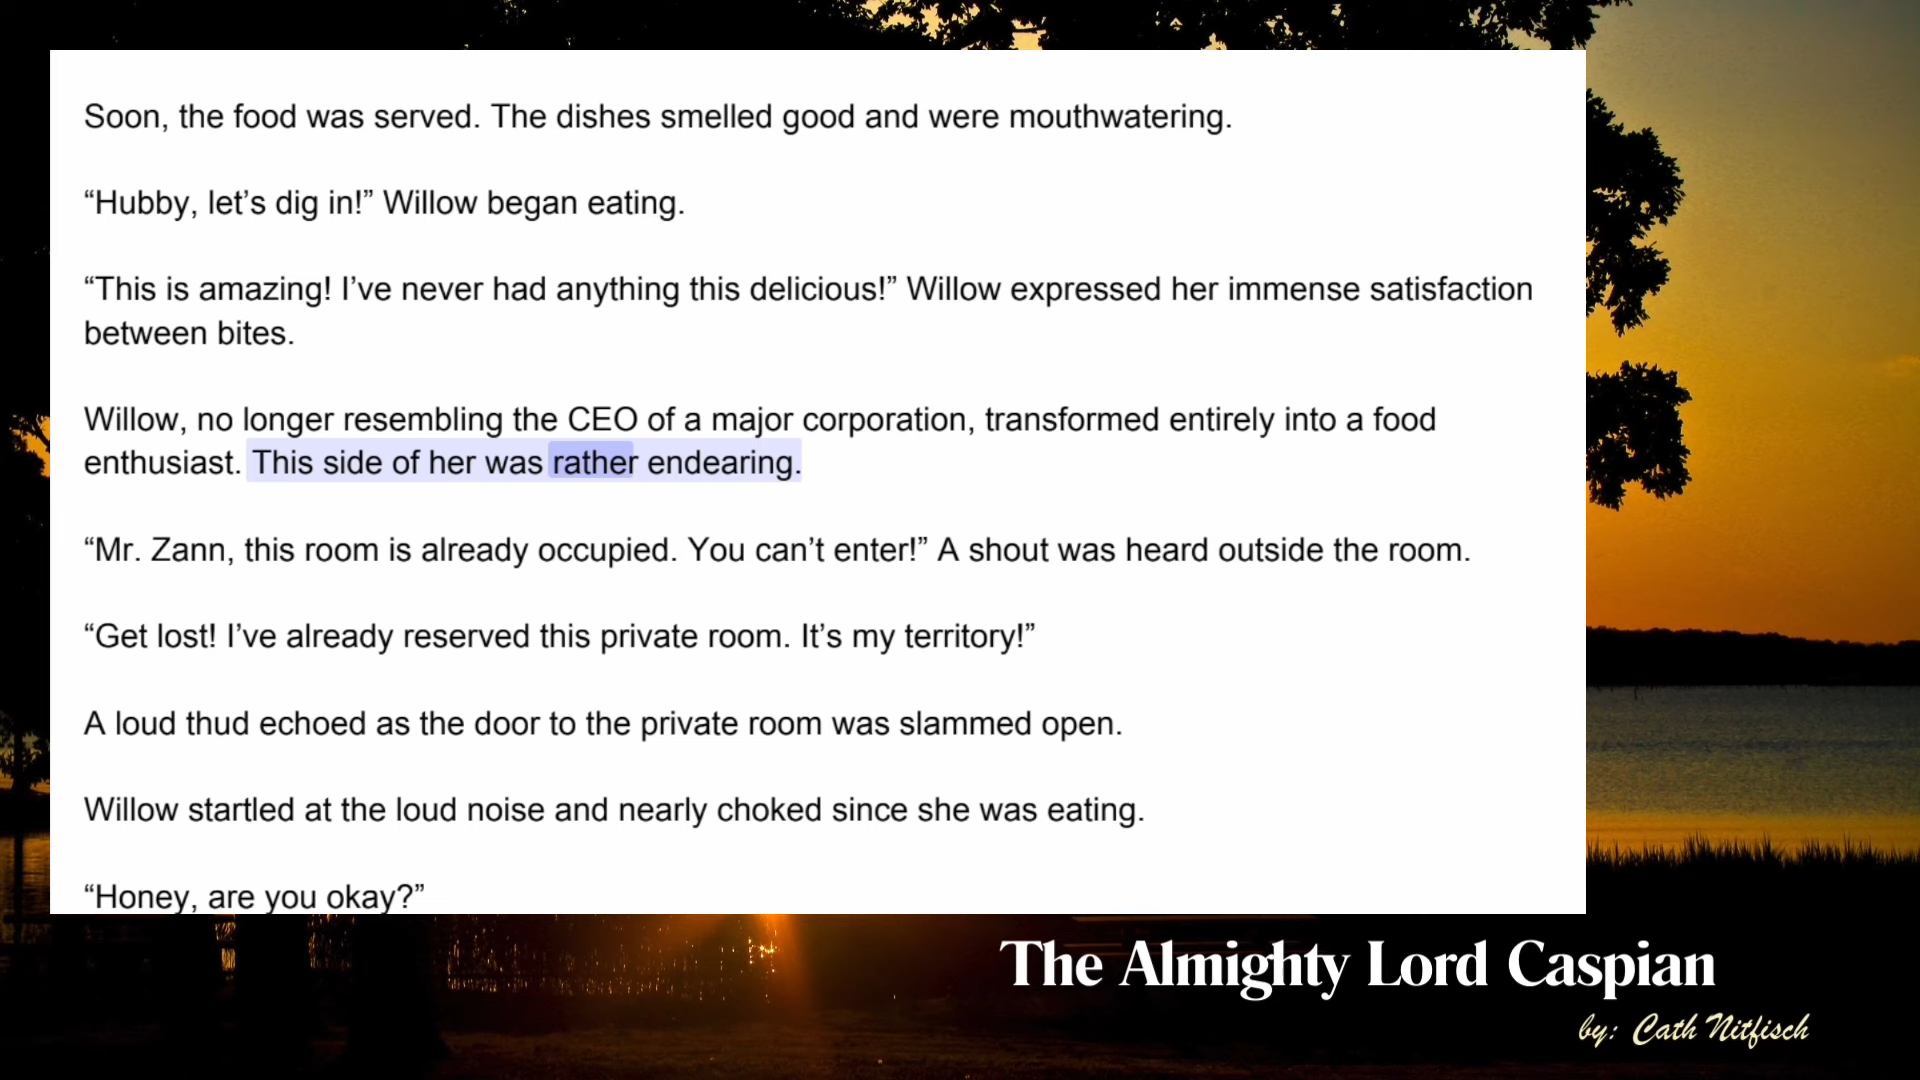 Soon, the food was served. The dishes smelled good and were mouthwatering.
“Hubby, let’s dig in!” Willow began eating.
“This is amazing! I’ve never had anything this delicious!” Willow expressed her immense satisfaction
between bites.
Willow, no longer resembling the CEO of a major corporation, transformed entirely into a food
enthusiast. This side of her was rather endearing.
“Mr. Zann, this room is already occupied. You can’t enter!” A shout was heard outside the room.
“Get lost! I’ve already reserved this private room. It’s my territory!”
A loud thud echoed as the door to the private room was slammed open.
Willow startled at the loud noise and nearly choked since she was eating.
“Honey, are you okay?”
The Almighty Lord Caspian
by: Cath Nitfisch